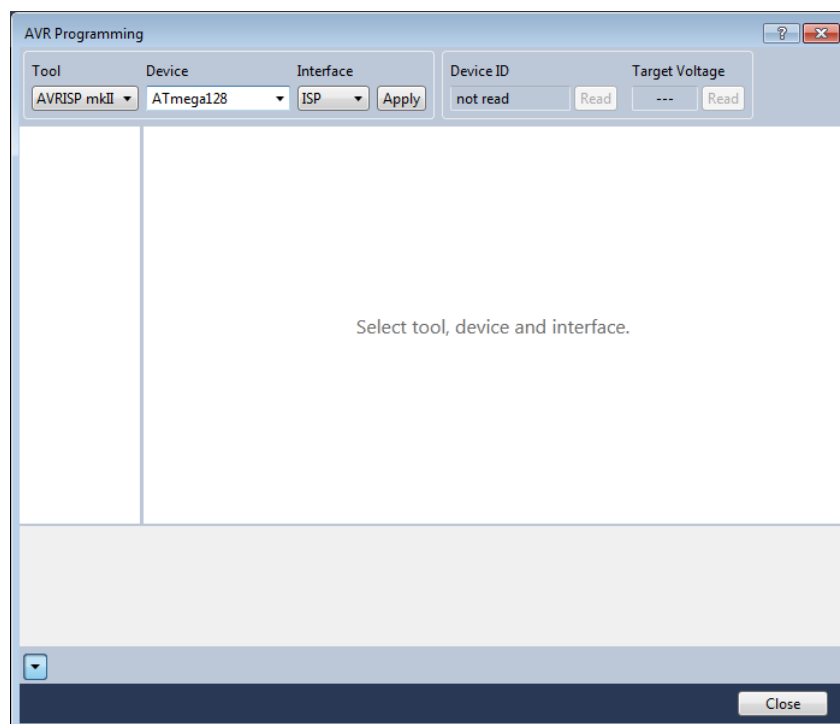 AVR Programming
Tool Device Interface Device ID Target Voltage
AVRISP mkII ATmega128 ISP Apply not read Read --- Read
Select tool, device and interface.
Close